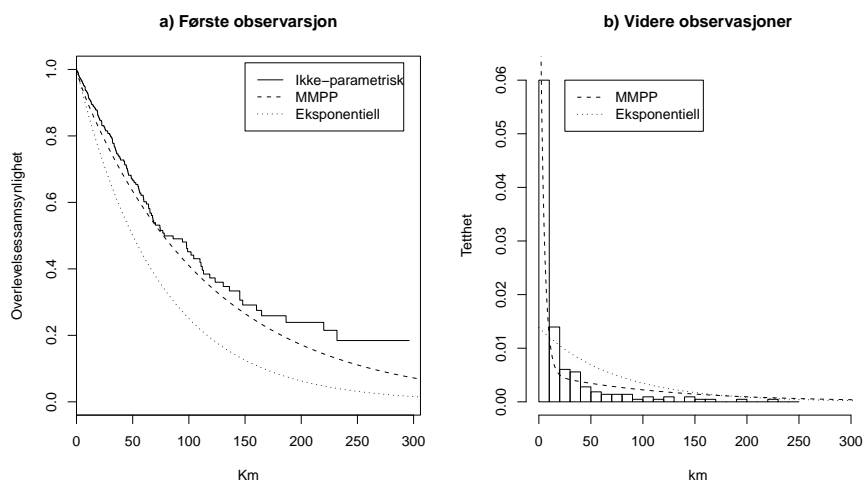 a) Første observarsjon
Overlevelsessannsynlighet
1.0
0.8
0.6
0.4
0.2
0.0
Ikke−parametrisk
MMPP
Eksponentiell
0
50
100
150
200
250
300
Km
b) Videre observasjoner
Tetthet
0.06
0.05
0.04
0.03
0.02
0.01
0.00
MMPP
Eksponentiell
0
50
100
150
200
250
300
km